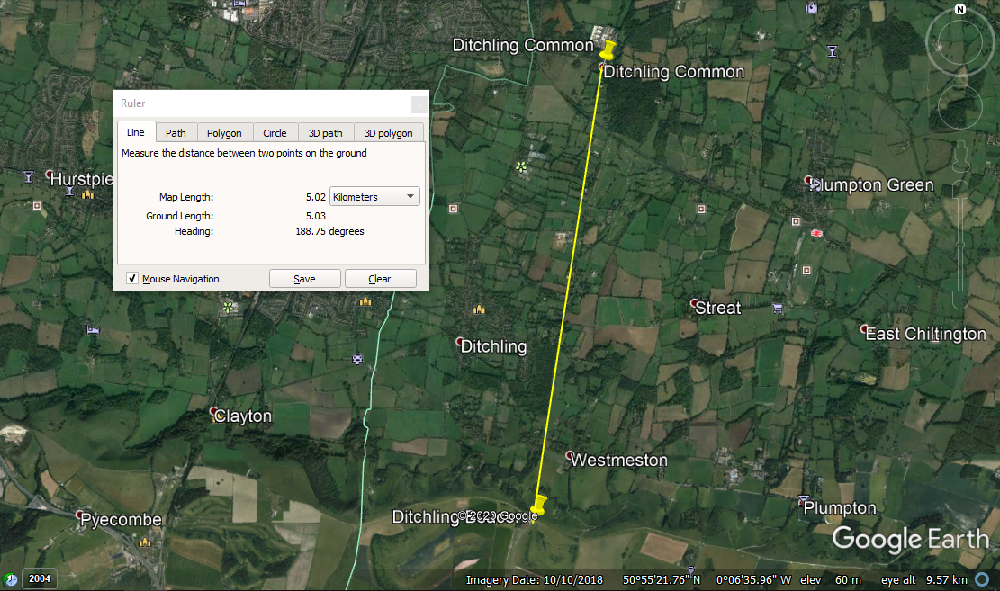 N
Ditchling Common
Ditchling Common
Ruler
Line Path Polygon Circle 3D path 3D polygon
Measure the distance between two points on the ground
Map Length: 5.02 Kilometers
Ground Length: 5.03
Heading: 188.75 degrees
Mouse Navigation Save Clear
Hurstpie
Plumpton Green
Streat
East Chiltington
Ditchling
Clayton
Westmeston
Plumpton
Ditchling
©2020 Google
Pyecombe
Google Earth
2004
Imagery Date: 10/10/2018 50°55'21.76" N 0°06'35.96" W elev 60 m eye alt 9.57 km